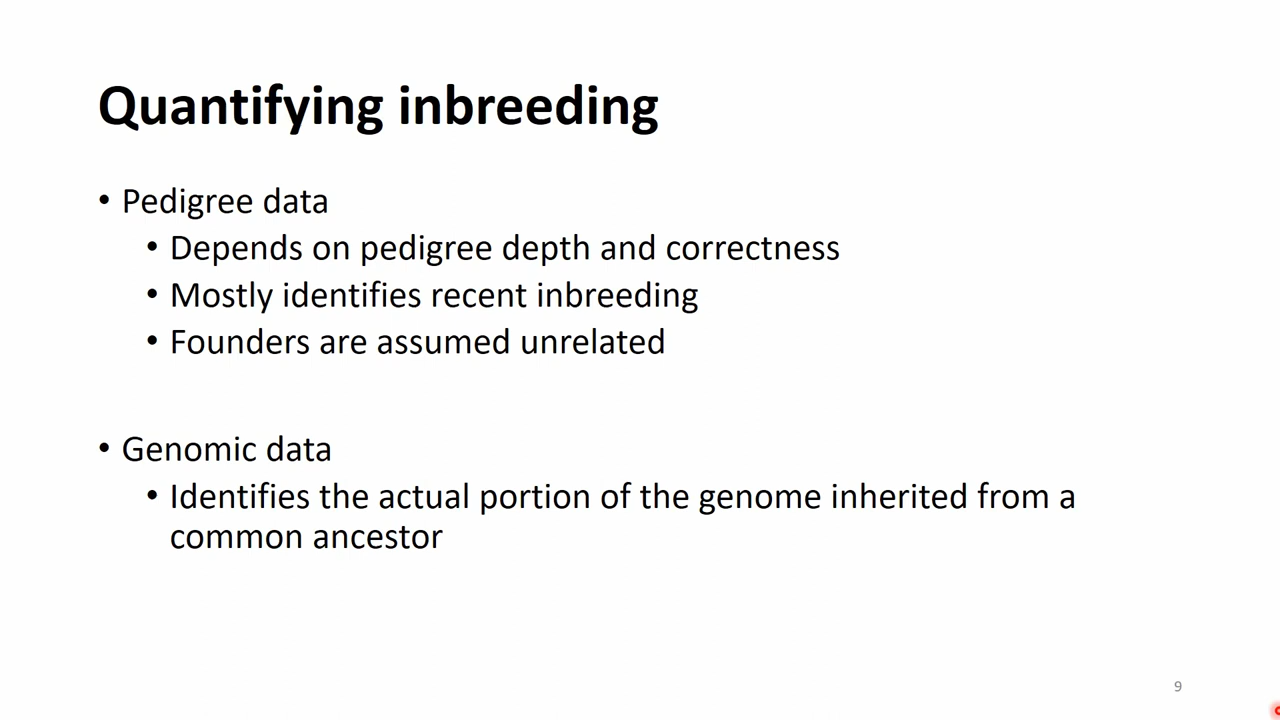 Quantifying inbreeding
• Pedigree data
• Depends on pedigree depth and correctness
• Mostly identifies recent inbreeding
• Founders are assumed unrelated
• Genomic data
• Identifies the actual portion of the genome inherited from a
common ancestor
9